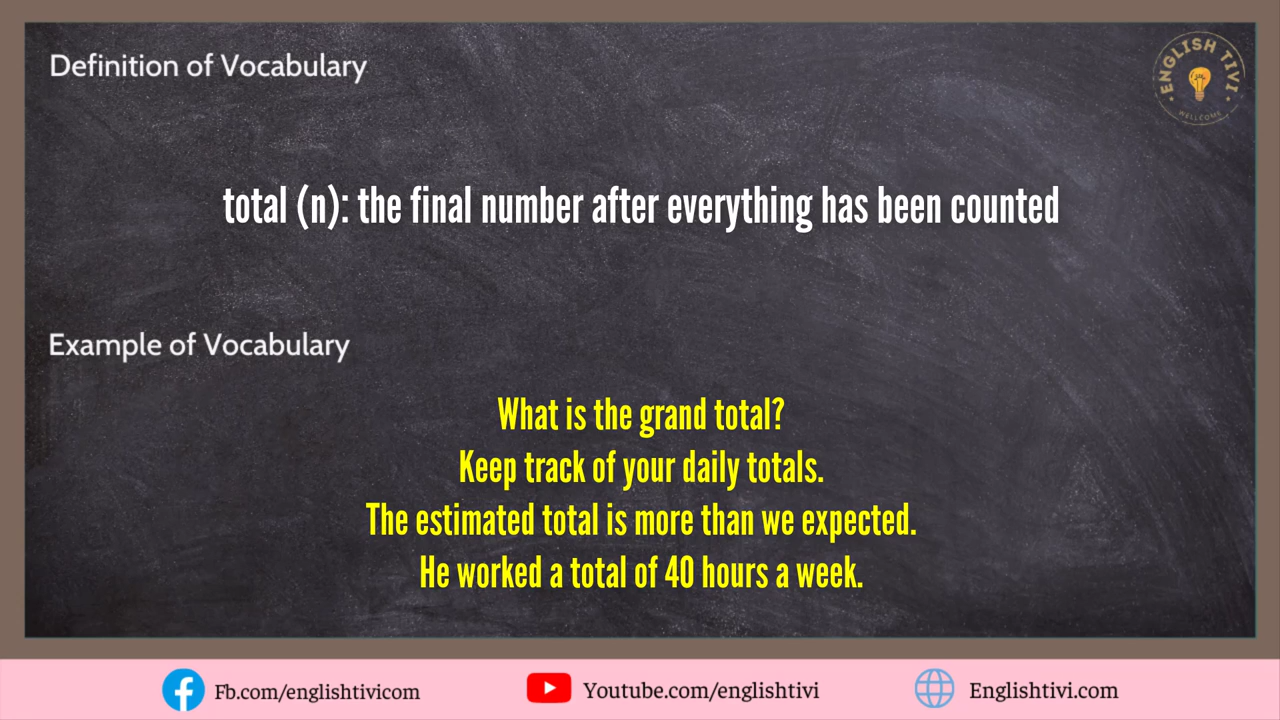 Definition of Vocabulary
ENGLISH TIVI
WELLCOME
total (n): the final number after everything has been counted
Example of Vocabulary
What is the grand total?
Keep track of your daily totals.
The estimated total is more than we expected.
He worked a total of 40 hours a week.
Fb.com/englishtivicom
Youtube.com/englishtivi
Englishtivi.com